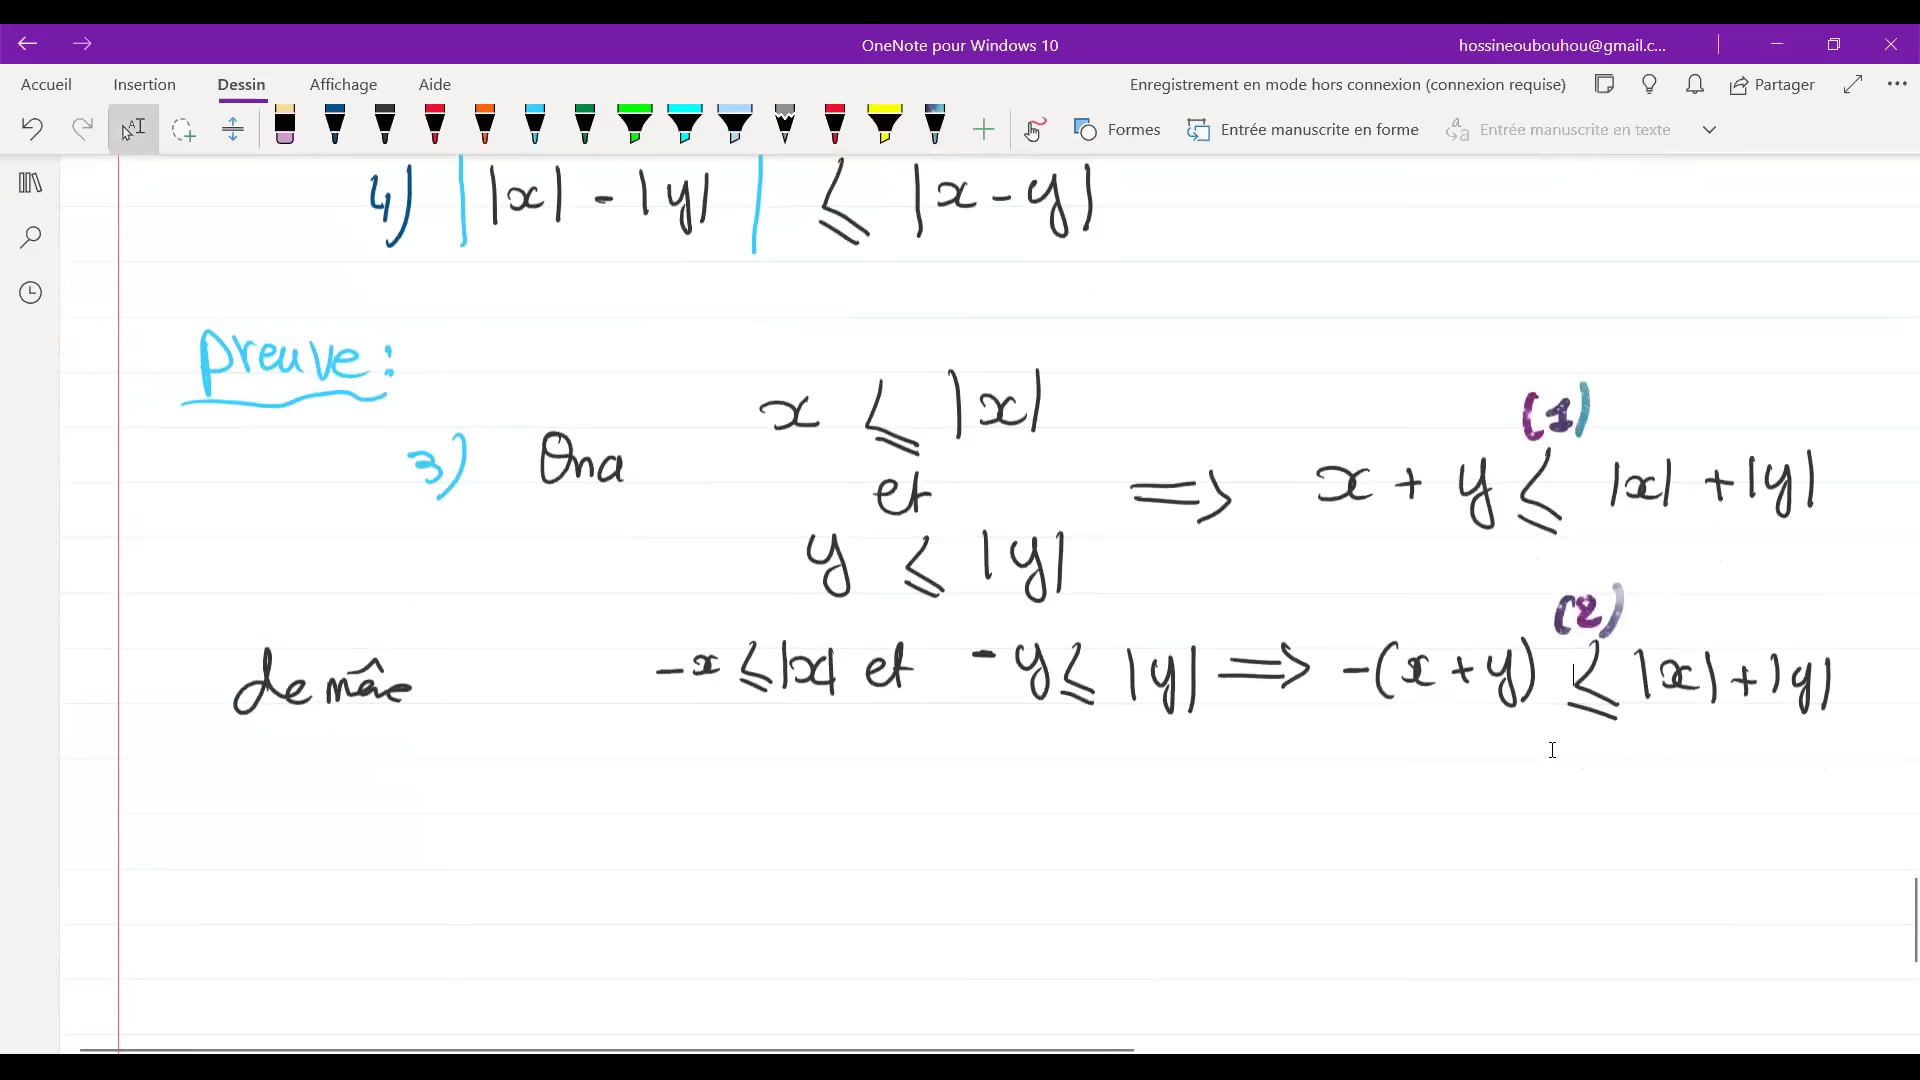 OneNote pour Windows 10
hossineoubouhou@gmail.c...
Accueil Insertion Dessin Affichage Aide
Enregistrement en mode hors connexion (connexion requise)
Partager
Formes
Entrée manuscrite en forme
Entrée manuscrite en texte
4) ||x| - |y|| ⩽ |x - y|
Preuve:
3) Ona
x ⩽ |x|
et
y ⩽ |y|
⟹ x + y ⩽ |x| + |y|
(1)
de même -x ⩽ |x| et -y ⩽ |y| ⟹ -(x + y) ⩽ |x| + |y|
(2)